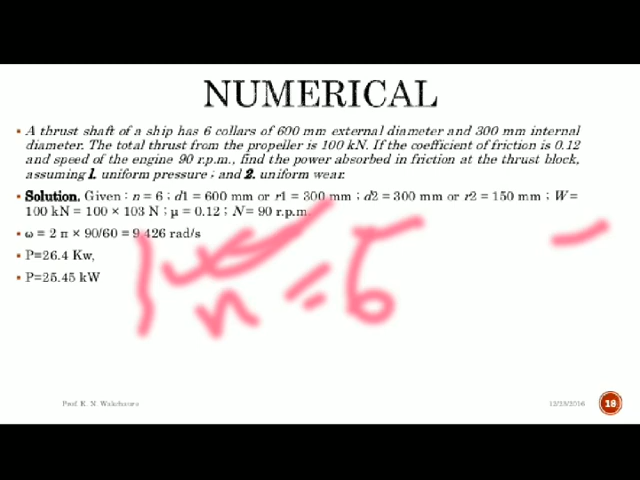 NUMERICAL
A thrust shaft of a ship has 6 collars of 600 mm external diameter and 300 mm internal
diameter. The total thrust from the propeller is 100 kN. If the coefficient of friction is 0.12
and speed of the engine 90 r.p.m., find the power absorbed in friction at the thrust block,
assuming 1. uniform pressure ; and 2. uniform wear.
Solution. Given : n = 6 ; d1 = 600 mm or r1 = 300 mm ; d2 = 300 mm or r2 = 150 mm ; W =
100 kN = 100 × 103 N ; μ = 0.12 ; N = 90 r.p.m.
ω = 2 π × 90/60 = 9.426 rad/s
P=26.4 Kw,
P=25.45 kW
n = 6
Prof. K. N. Wakchaure 12/23/2016 18